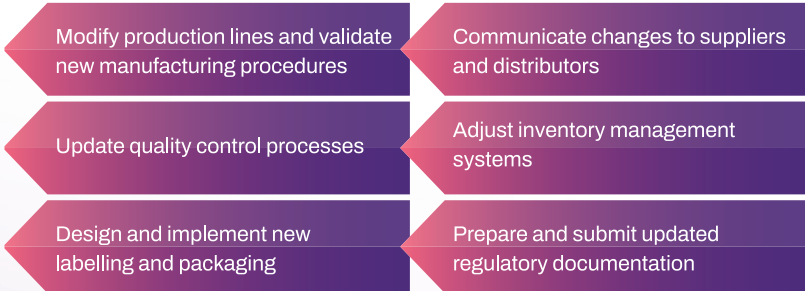 Modify production lines and validate
new manufacturing procedures
Communicate changes to suppliers
and distributors
Update quality control processes
Adjust inventory management
systems
Design and implement new
labelling and packaging
Prepare and submit updated
regulatory documentation